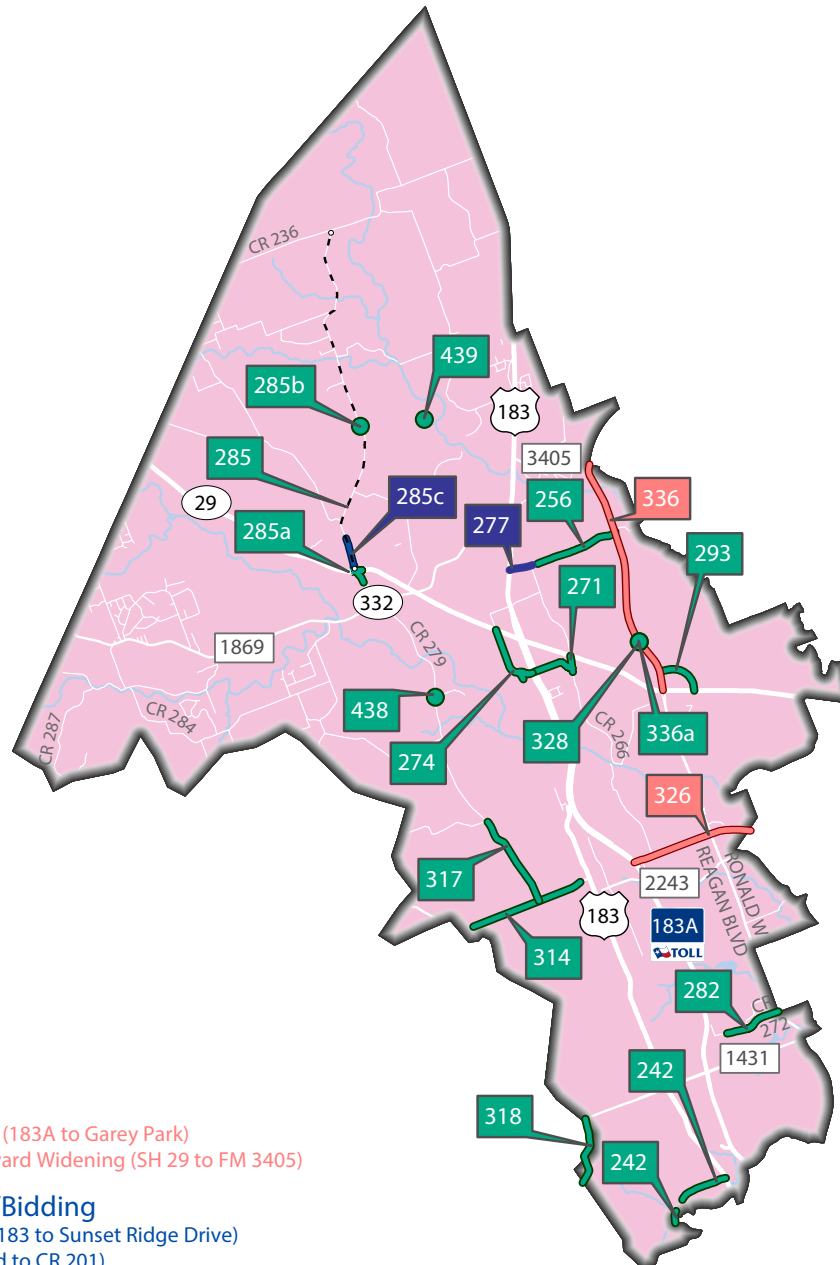 CR 236
439
285b
183
3405
285
29
285c
256
336
277
285a
293
271
332
1869
CR 279
438
CR 284
CR 287
274
328
CR 266
336a
326
317
2243
RONALD W
REAGAN BLVD
183
183A
TOLL
314
282
CR
272
1431
242
318
242
(183A to Garey Park)
ard Widening (SH 29 to FM 3405)
/Bidding
183 to Sunset Ridge Drive)
d to CR 201)